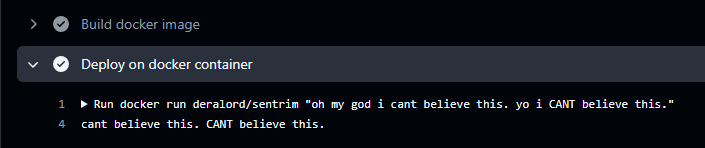 Build docker image
Deploy on docker container
1 Run docker run deralord/sentrim "oh my god i cant believe this. yo i CANT believe this."
4 cant believe this. CANT believe this.